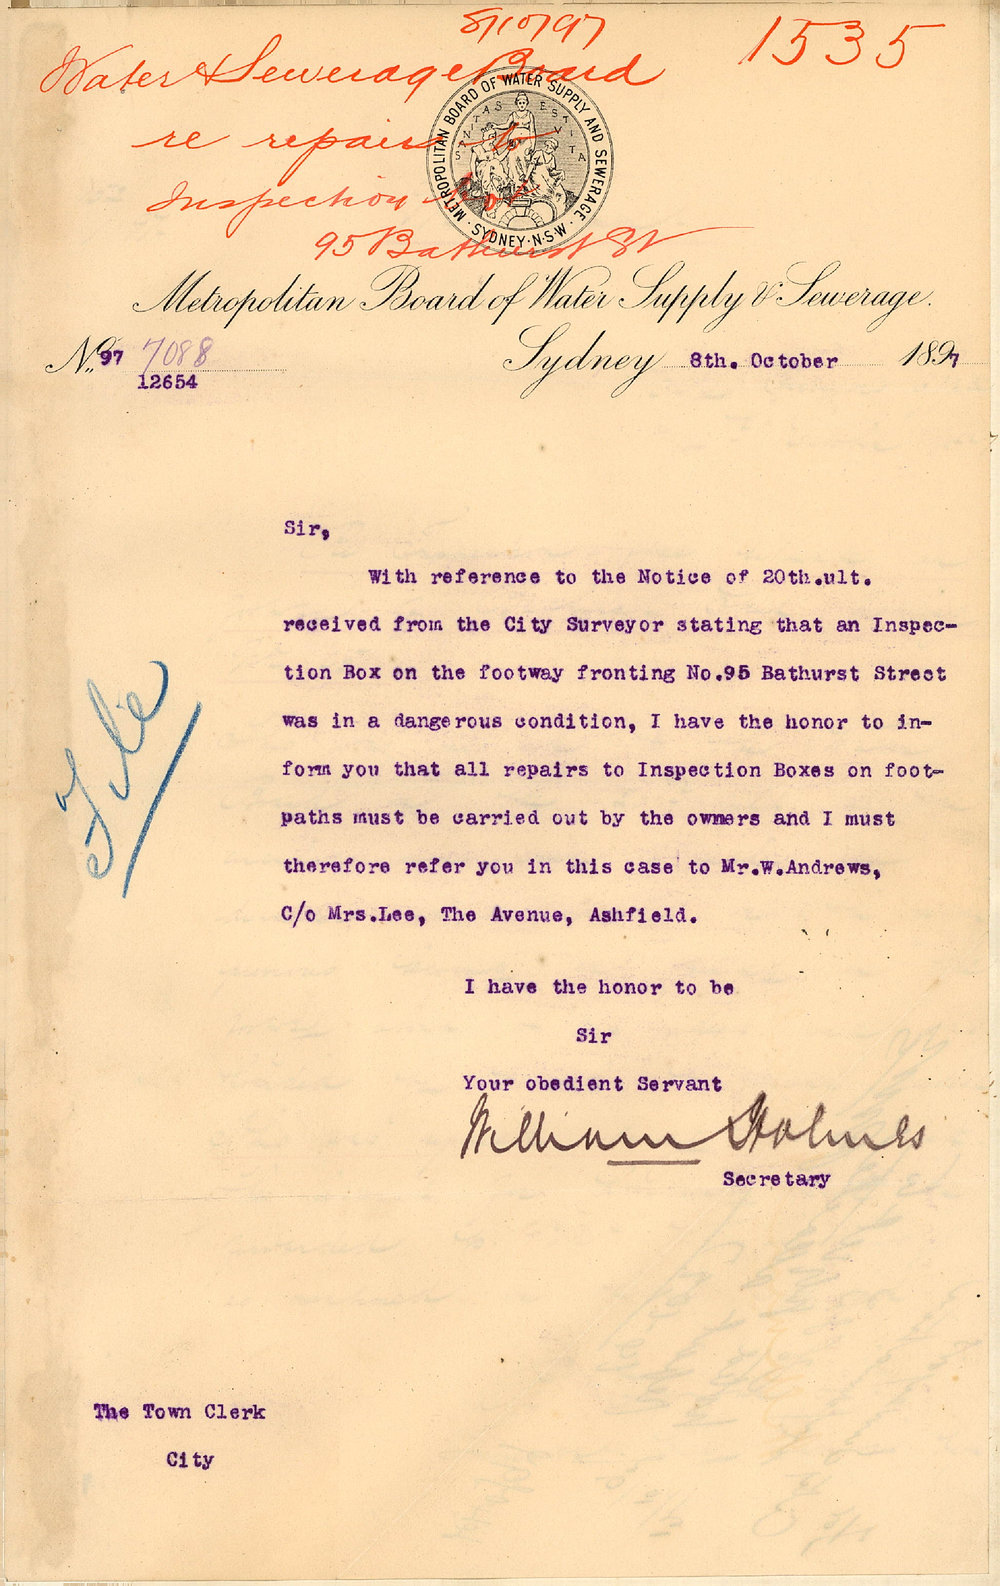 8/10/97
1535
Water & Sewerage Board
re repairs to
Inspection Box
95 Bathurst St
METROPOLITAN BOARD OF WATER SUPPLY AND SEWERAGE · SYDNEY · N·S·W ·
SANITAS EST VITA
Metropolitan Board of Water Supply & Sewerage.
No. 97 7088
12654
Sydney 8th. October 1897
Sir,
With reference to the Notice of 20th.ult.
received from the City Surveyor stating that an Inspec-
tion Box on the footway fronting No.95 Bathurst Street
was in a dangerous condition, I have the honor to in-
form you that all repairs to Inspection Boxes on foot-
paths must be carried out by the owners and I must
therefore refer you in this case to Mr.W.Andrews,
C/o Mrs.Lee, The Avenue, Ashfield.
File
I have the honor to be
Sir
Your obedient Servant
William Holmes
Secretary
The Town Clerk
City